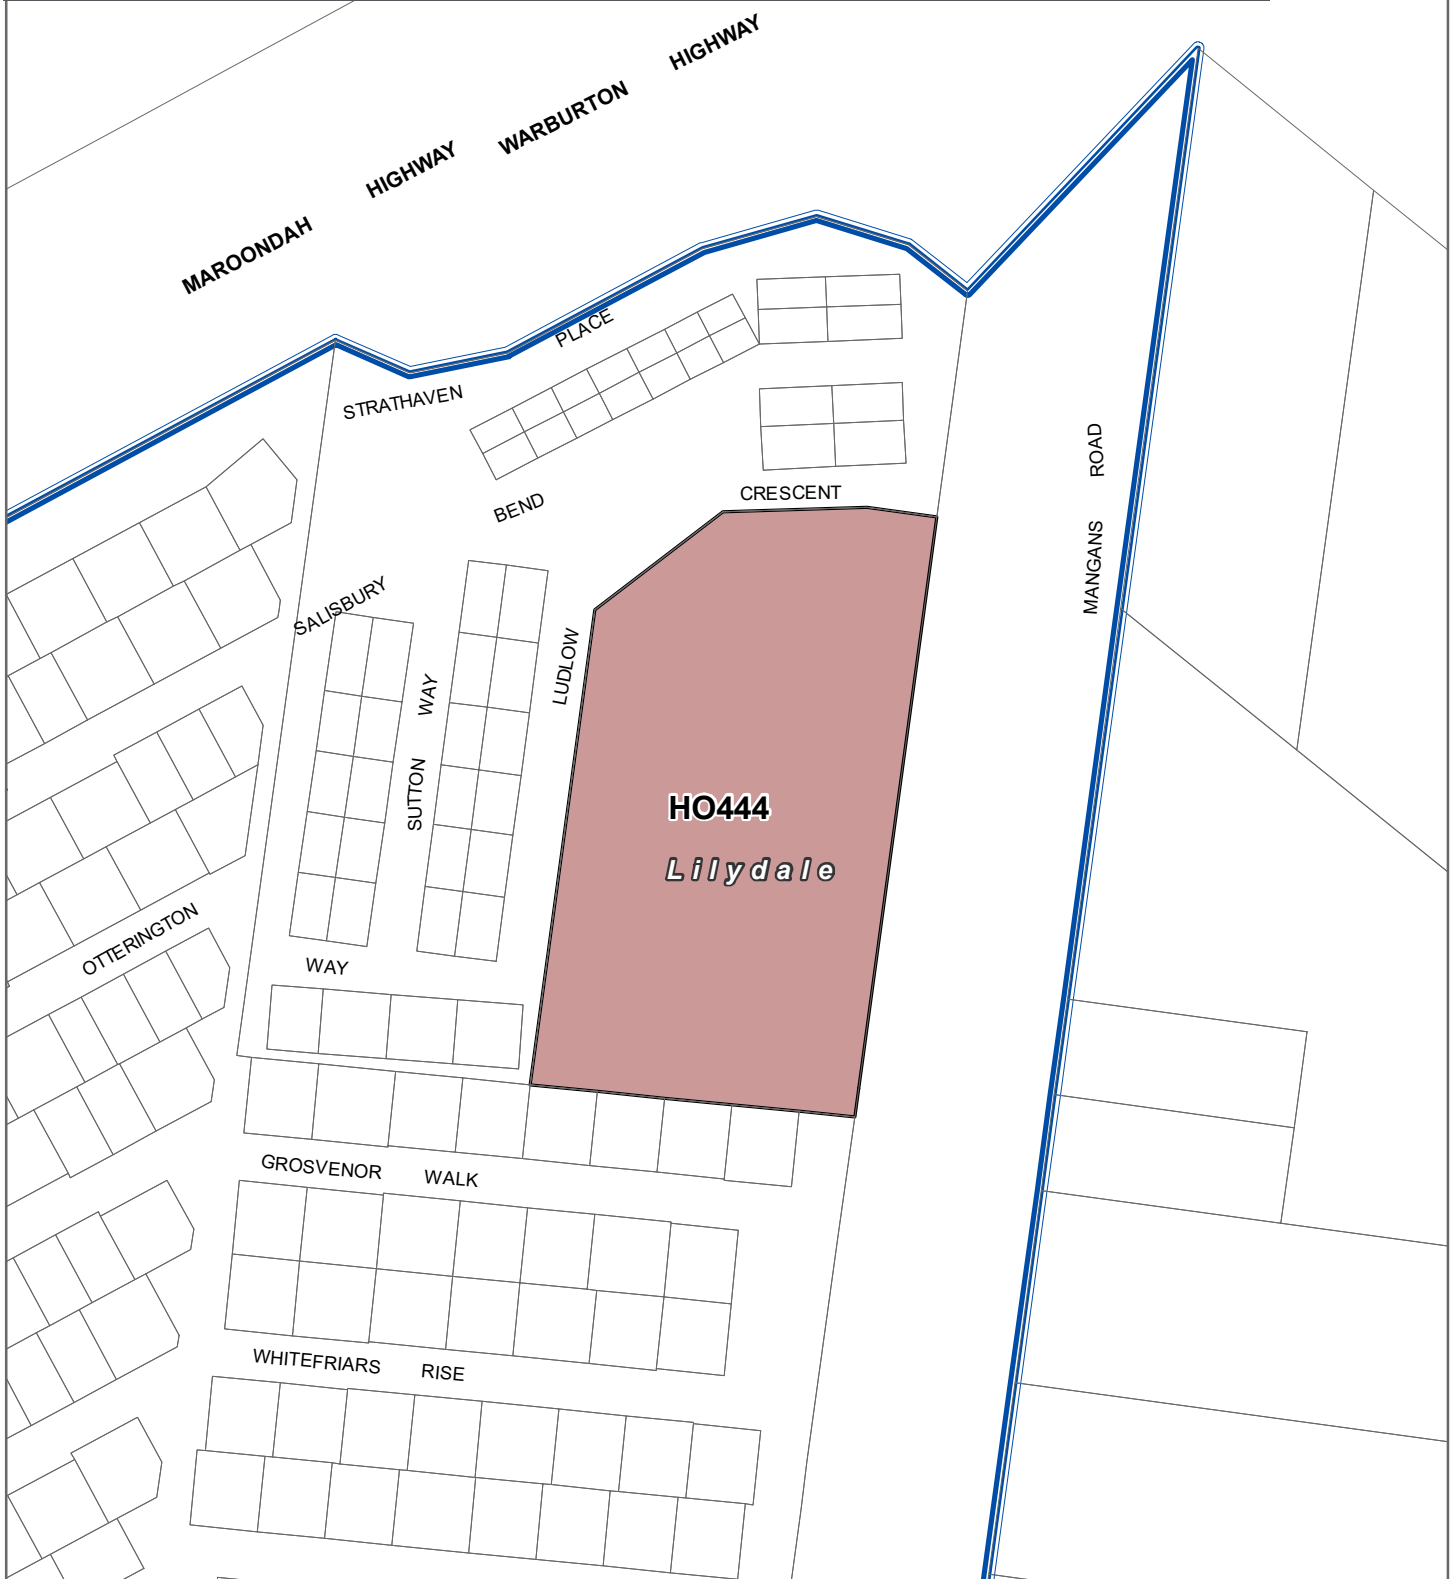 MAROONDAH HIGHWAY WARBURTON HIGHWAY
STRATHAVEN PLACE
BEND
CRESCENT
MANGANS ROAD
SALISBURY
SUTTON WAY
LUDLOW
HO444
Lilydale
OTTERINGTON
WAY
GROSVENOR WALK
WHITEFRIARS RISE